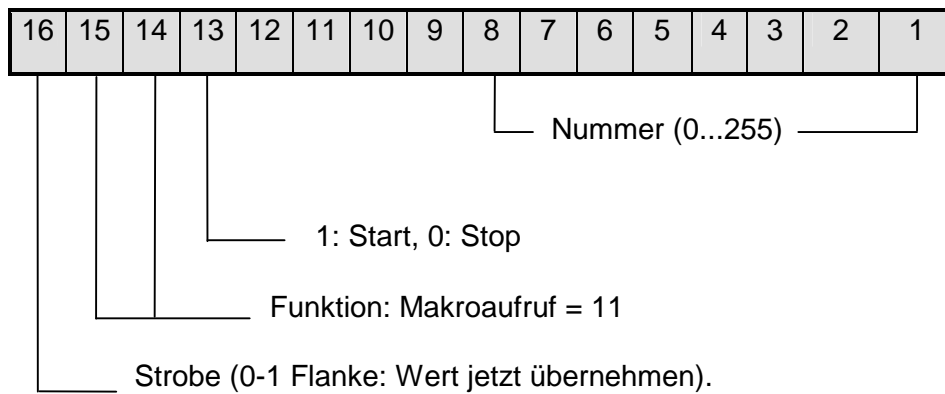 16 15 14 13 12 11 10 9 8 7 6 5 4 3 2 1
Nummer (0...255)
1: Start, 0: Stop
Funktion: Makroaufruf = 11
Strobe (0-1 Flanke: Wert jetzt übernehmen).